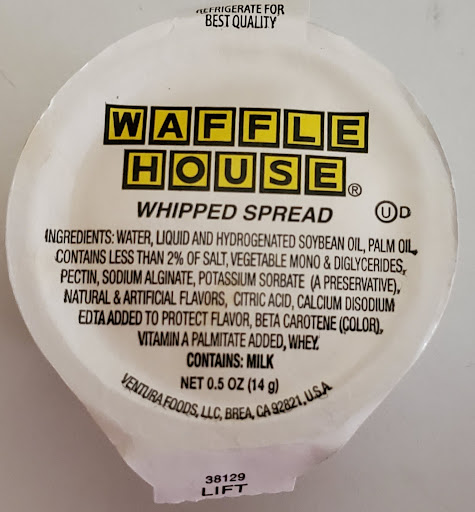 REFRIGERATE FOR
BEST QUALITY
WAFFLE
HOUSE®
WHIPPED SPREAD
Ⓤ D
INGREDIENTS: WATER, LIQUID AND HYDROGENATED SOYBEAN OIL, PALM OIL,
CONTAINS LESS THAN 2% OF SALT, VEGETABLE MONO & DIGLYCERIDES,
PECTIN, SODIUM ALGINATE, POTASSIUM SORBATE (A PRESERVATIVE),
NATURAL & ARTIFICIAL FLAVORS, CITRIC ACID, CALCIUM DISODIUM
EDTA ADDED TO PROTECT FLAVOR, BETA CAROTENE (COLOR),
VITAMIN A PALMITATE ADDED, WHEY.
CONTAINS: MILK
NET 0.5 OZ (14 g)
VENTURA FOODS, LLC, BREA, CA 92821, U.S.A.
38129
LIFT